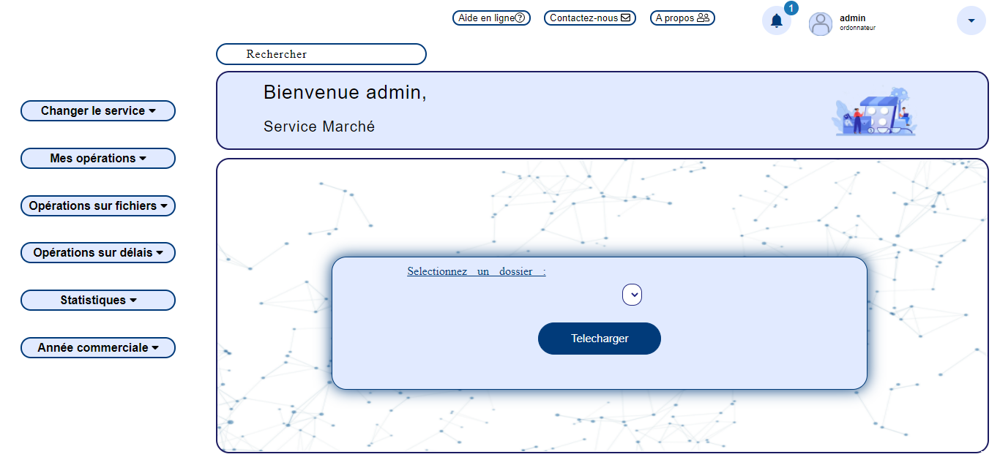 Aide en ligne
Contactez-nous
A propos
1
admin
ordonnateur
Rechercher
Bienvenue admin,
Service Marché
Changer le service
Mes opérations
Opérations sur fichiers
Opérations sur délais
Statistiques
Année commerciale
Selectionnez un dossier :
Telecharger